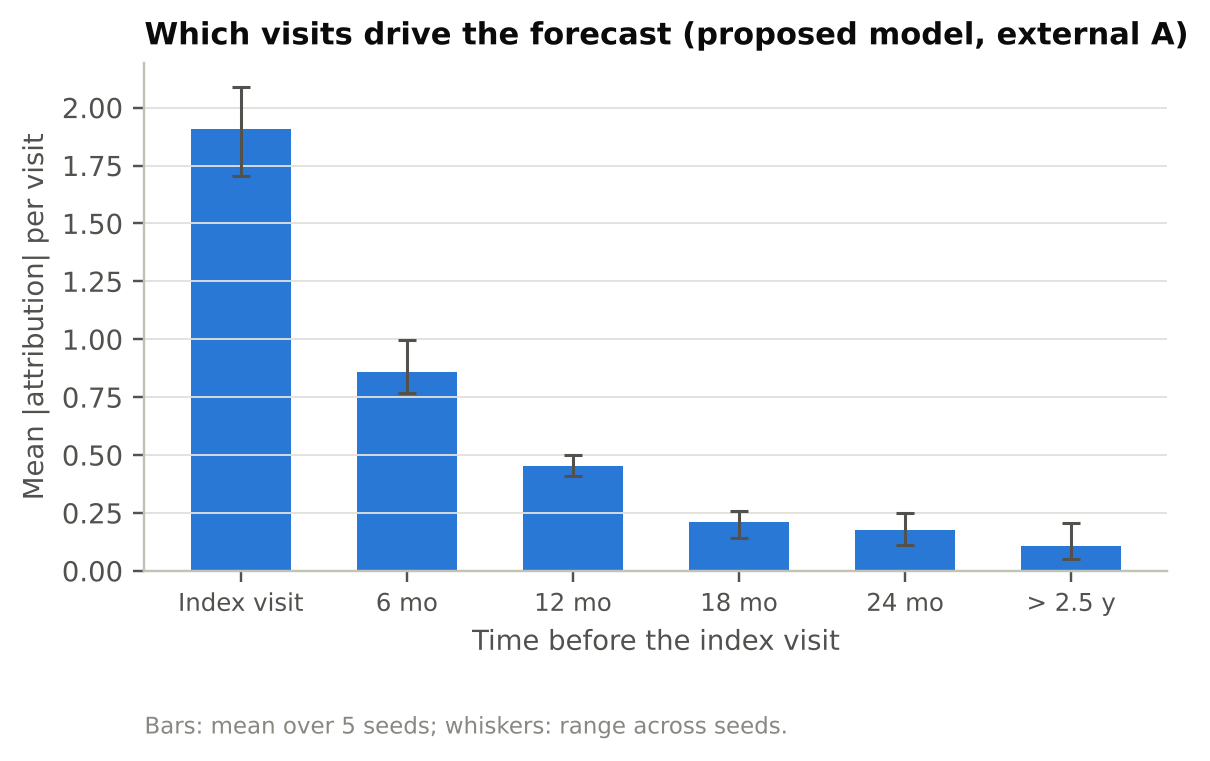 Which visits drive the forecast (proposed model, external A)
Mean |attribution| per visit
2.00
1.75
1.50
1.25
1.00
0.75
0.50
0.25
0.00
Index visit 6 mo 12 mo 18 mo 24 mo > 2.5 y
Time before the index visit
Bars: mean over 5 seeds; whiskers: range across seeds.